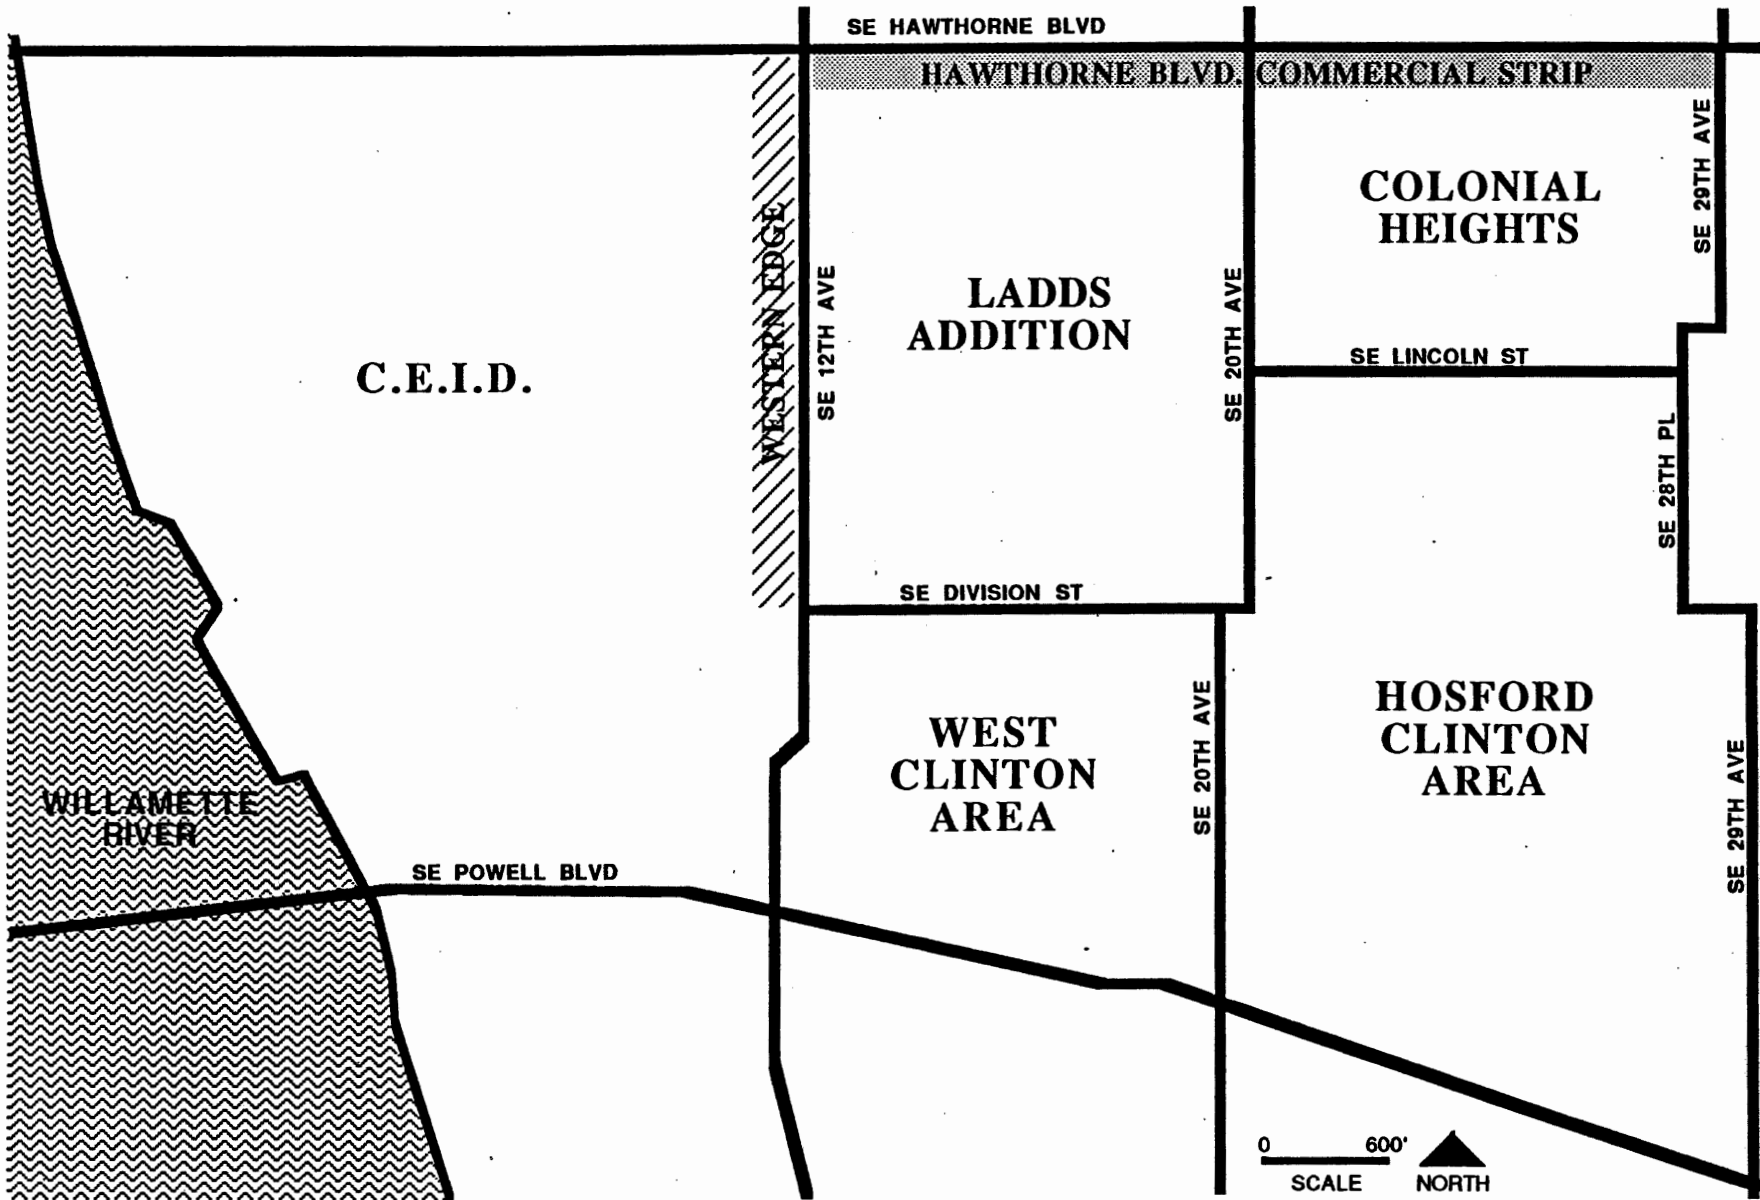 SE HAWTHORNE BLVD
HAWTHORNE BLVD. COMMERCIAL STRIP
SE 29TH AVE
COLONIAL
HEIGHTS
WESTERN EDGE
SE 12TH AVE
LADDS
ADDITION
SE 20TH AVE
SE LINCOLN ST
C.E.I.D.
SE 28TH PL
SE DIVISION ST
WEST
CLINTON
AREA
SE 20TH AVE
HOSFORD
CLINTON
AREA
SE 29TH AVE
WILLAMETTE
RIVER
SE POWELL BLVD
0 600'
SCALE
NORTH